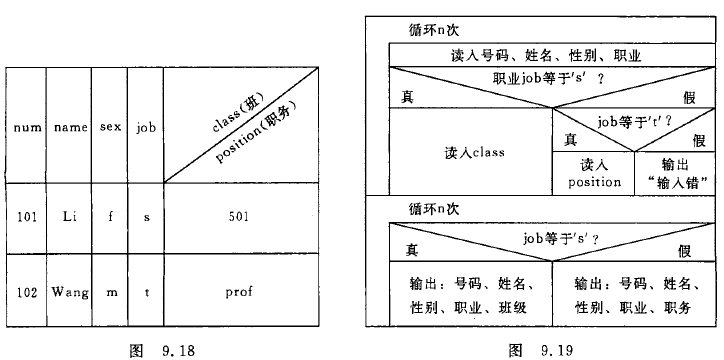 num name sex job class(班) position(职务)
101 Li f s 501
102 Wang m t prof
图 9.18
循环n次
读入号码、姓名、性别、职业
职业job等于's' ?
真 假
读入class
job等于't' ?
真 假
读入
position
输出
“输入错”
循环n次
job等于's' ?
真 假
输出：号码、姓名、
性别、职业、班级
输出：号码、姓名、
性别、职业、职务
图 9.19